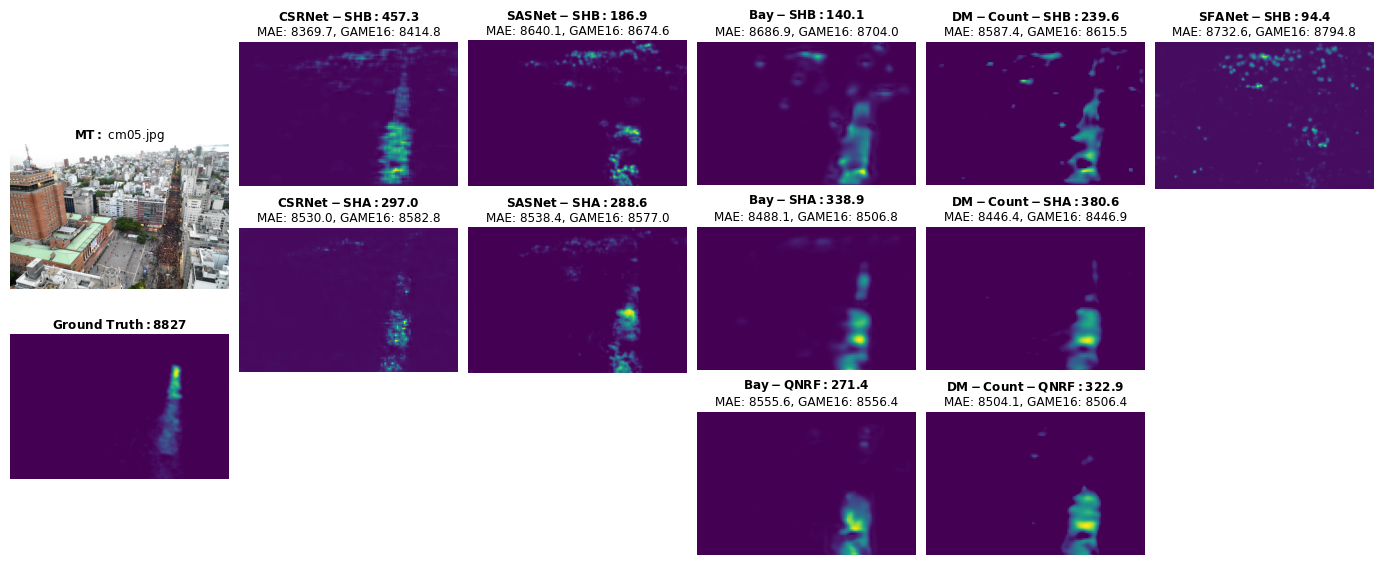 CSRNet−SHB: 457.3
MAE: 8369.7, GAME16: 8414.8
SASNet−SHB: 186.9
MAE: 8640.1, GAME16: 8674.6
Bay−SHB: 140.1
MAE: 8686.9, GAME16: 8704.0
DM−Count−SHB: 239.6
MAE: 8587.4, GAME16: 8615.5
SFANet−SHB: 94.4
MAE: 8732.6, GAME16: 8794.8
MT: cm05.jpg
CSRNet−SHA: 297.0
MAE: 8530.0, GAME16: 8582.8
SASNet−SHA: 288.6
MAE: 8538.4, GAME16: 8577.0
Bay−SHA: 338.9
MAE: 8488.1, GAME16: 8506.8
DM−Count−SHA: 380.6
MAE: 8446.4, GAME16: 8446.9
Ground Truth: 8827
Bay−QNRF: 271.4
MAE: 8555.6, GAME16: 8556.4
DM−Count−QNRF: 322.9
MAE: 8504.1, GAME16: 8506.4